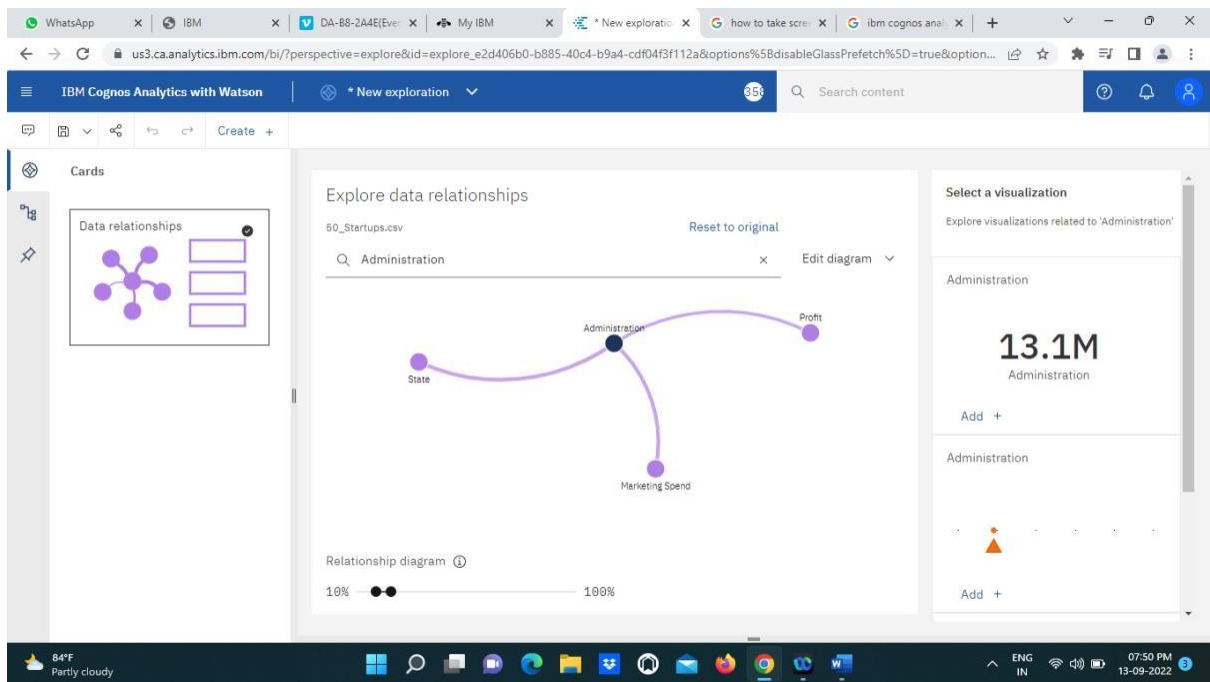 WhatsApp
IBM
DA-B8-2A4E(Even
My IBM
* New exploratio
how to take scree
ibm cognos anal
us3.ca.analytics.ibm.com/bi/?perspective=explore&id=explore_e2d406b0-b885-40c4-b9a4-cdf04f3f112a&options%5BdisableGlassPrefetch%5D=true&option...
IBM Cognos Analytics with Watson
* New exploration
358
Search content
Create +
Cards
Data relationships
Explore data relationships
50_Startups.csv
Reset to original
Administration
Edit diagram
Administration
Profit
State
Marketing Spend
Relationship diagram
10%
100%
Select a visualization
Explore visualizations related to 'Administration'
Administration
13.1M
Administration
Add +
Administration
Add +
84°F
Partly cloudy
ENG
IN
07:50 PM
13-09-2022
3